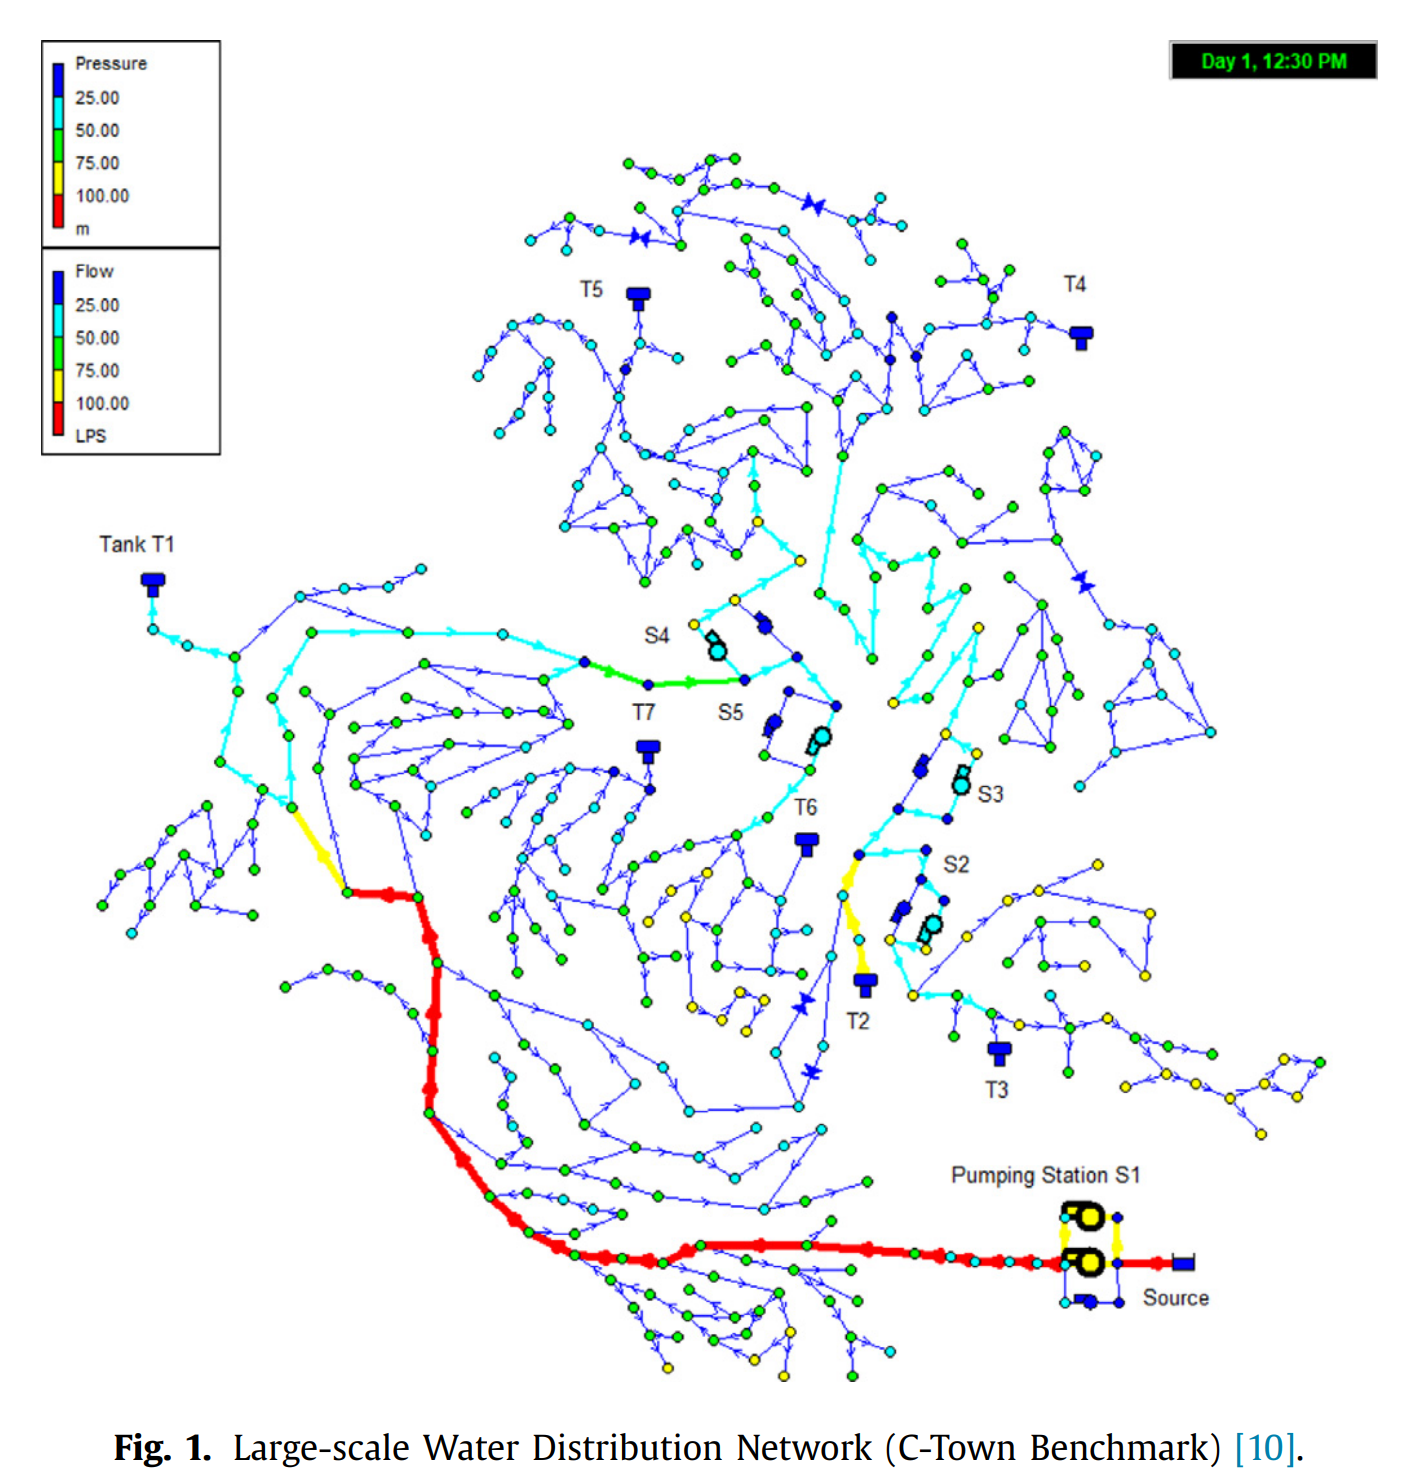 Pressure
25.00
50.00
75.00
100.00
m
Flow
25.00
50.00
75.00
100.00
LPS
Day 1, 12:30 PM
T5
T4
Tank T1
S4
T7
S5
T6
S3
S2
T2
T3
Pumping Station S1
Source
Fig. 1. Large-scale Water Distribution Network (C-Town Benchmark) [10].